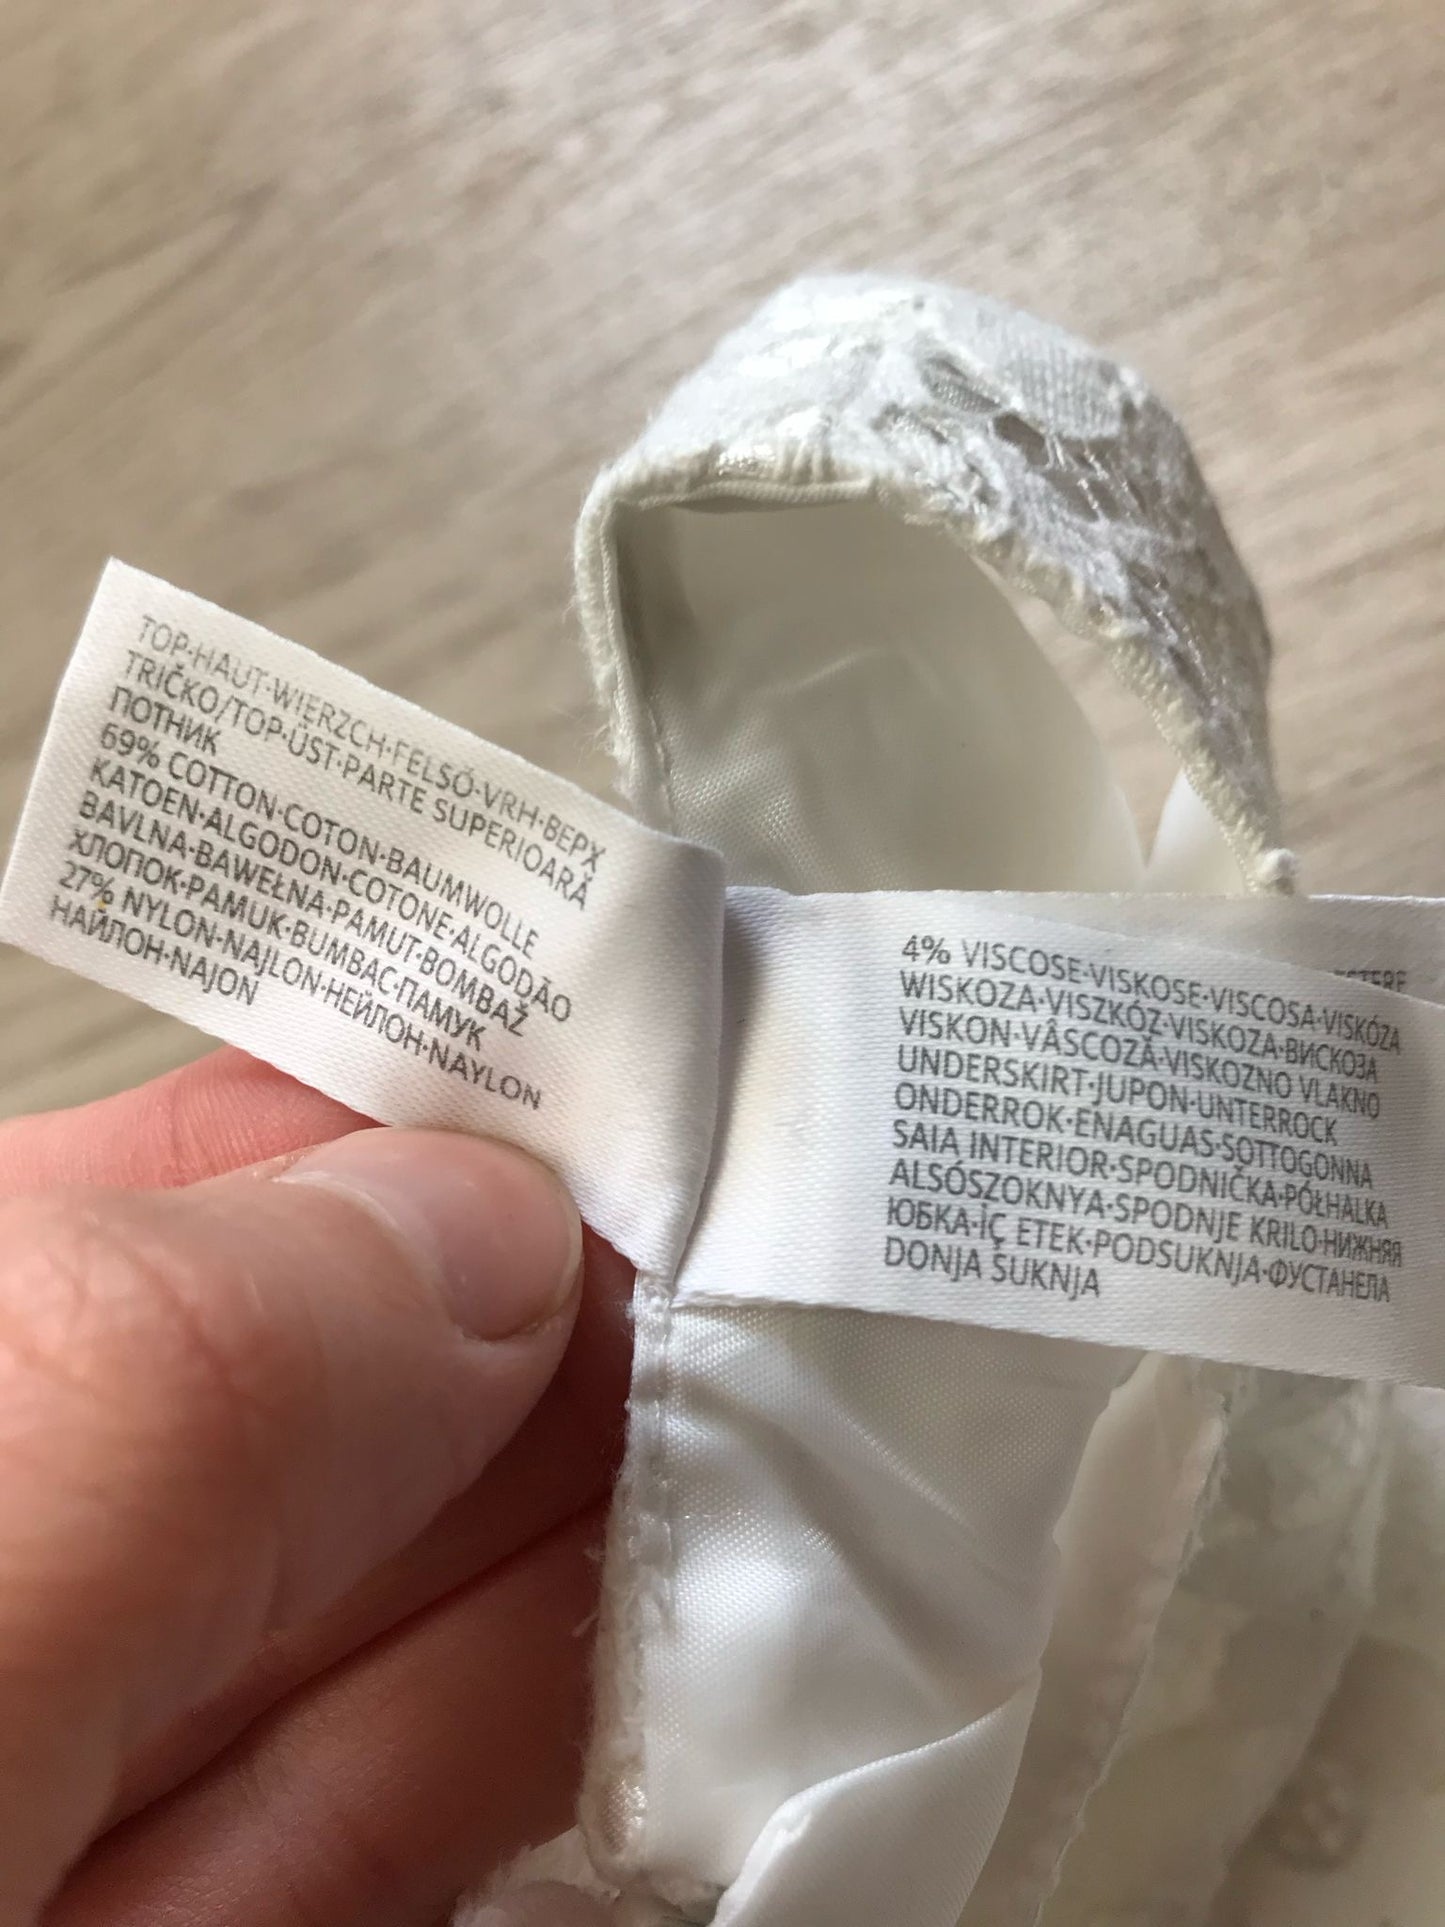 TOP·HAUT·WIERZCH·FELSŐ·VRH·ВЕРХ
TRIČKO/TOP·ÜST·PARTE SUPERIOARĂ
ПОТНИК
69% COTTON·COTON·BAUMWOLLE
KATOEN·ALGODON·COTONE·ALGODÃO
BAVLNA·BAWEŁNA·PAMUT·BOMBAŽ
ХЛОПОК·PAMUK·BUMBAC·ПАМУК
27% NYLON·NAJLON·НЕЙЛОН·NAYLON
НАЙЛОН·NAJON
4% VISCOSE·VISKOSE·VISCOSA·VISKÓZA
WISKOZA·VISZKÓZ·VISKOZA·ВИСКОЗА
VISKON·VÂSCOZĂ·VISKOZNO VLAKNO
UNDERSKIRT·JUPON·UNTERROCK
ONDERROK·ENAGUAS·SOTTOGONNA
SAIA INTERIOR·SPODNIČKA·PÓŁHALKA
ALSÓSZOKNYA·SPODNJE KRILO·НИЖНЯЯ
ЮБКА·İÇ ETEK·PODSUKNJA·ФУСТАНЕЛА
DONJA SUKNJA